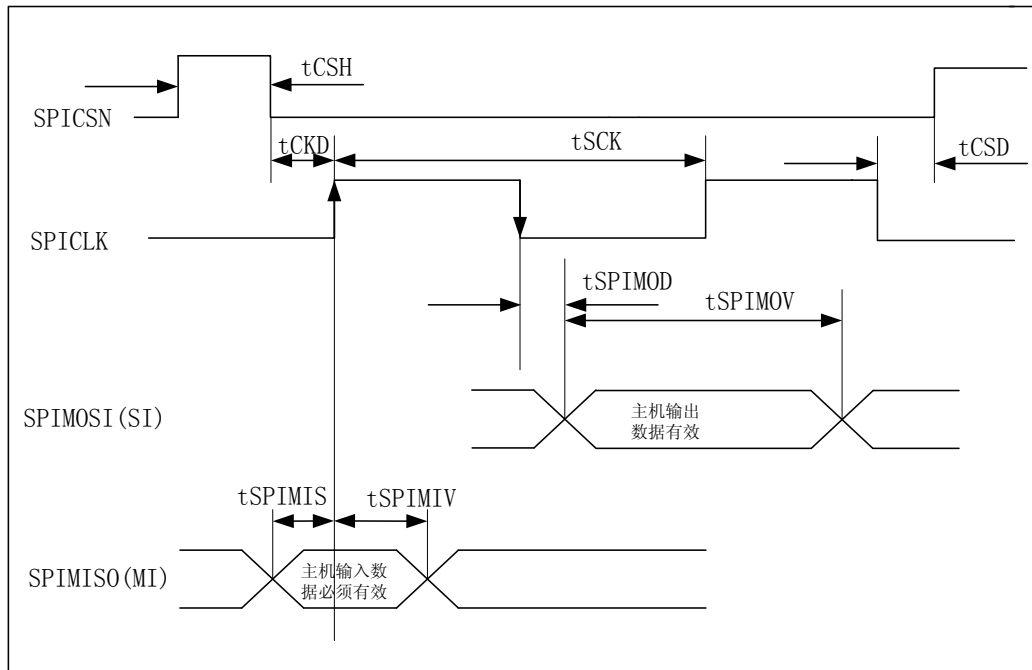 tCSH
SPICSN
tCKD
tSCK
tCSD
SPICLK
tSPIMOD
tSPIMOV
SPIMOSI(SI)
主机输出
数据有效
tSPIMIS
tSPIMIV
SPIMISO(MI)
主机输入数
据必须有效